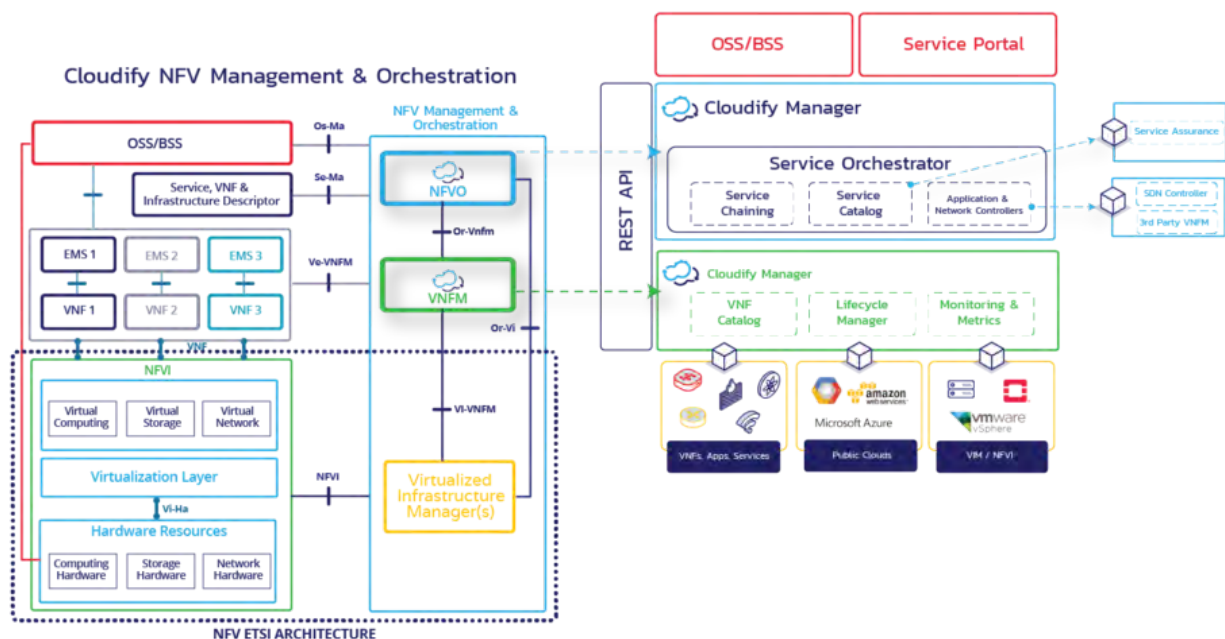 Cloudify NFV Management & Orchestration
OSS/BSS
Os-Ma
Service, VNF &
Infrastructure Descriptor
Se-Ma
NFV Management &
Orchestration
NFVO
Or-Vnfm
EMS 1
EMS 2
EMS 3
VNF 1
VNF 2
VNF 3
Ve-VNFM
VNFM
Or-Vi
VNF
NFVI
Virtual
Computing
Virtual
Storage
Virtual
Network
VI-VNFM
Virtualization Layer
NFVI
Virtualized
Infrastructure
Manager(s)
Vi-Ha
Hardware Resources
Computing
Hardware
Storage
Hardware
Network
Hardware
NFV ETSI ARCHITECTURE
OSS/BSS
Service Portal
REST API
Cloudify Manager
Service Orchestrator
Service
Chaining
Service
Catalog
Application &
Network Controllers
Service Assurance
SDN Controller
3rd Party VNFM
Cloudify Manager
VNF
Catalog
Lifecycle
Manager
Monitoring &
Metrics
VNFs, Apps, Services
amazon
web services
Microsoft Azure
Public Clouds
vmware
vSphere
VIM / NFVI